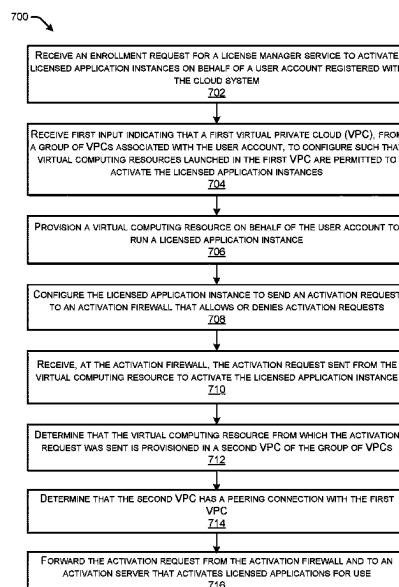 700
RECEIVE AN ENROLLMENT REQUEST FOR A LICENSE MANAGER SERVICE TO ACTIVATE
LICENSED APPLICATION INSTANCES ON BEHALF OF A USER ACCOUNT REGISTERED WITH
THE CLOUD SYSTEM
702
RECEIVE FIRST INPUT INDICATING THAT A FIRST VIRTUAL PRIVATE CLOUD (VPC), FROM
A GROUP OF VPCS ASSOCIATED WITH THE USER ACCOUNT, TO CONFIGURE SUCH THAT
VIRTUAL COMPUTING RESOURCES LAUNCHED IN THE FIRST VPC ARE PERMITTED TO
ACTIVATE THE LICENSED APPLICATION INSTANCES
704
PROVISION A VIRTUAL COMPUTING RESOURCE ON BEHALF OF THE USER ACCOUNT TO
RUN A LICENSED APPLICATION INSTANCE
706
CONFIGURE THE LICENSED APPLICATION INSTANCE TO SEND AN ACTIVATION REQUEST
TO AN ACTIVATION FIREWALL THAT ALLOWS OR DENIES ACTIVATION REQUESTS
708
RECEIVE, AT THE ACTIVATION FIREWALL, THE ACTIVATION REQUEST SENT FROM THE
VIRTUAL COMPUTING RESOURCE TO ACTIVATE THE LICENSED APPLICATION INSTANCE
710
DETERMINE THAT THE VIRTUAL COMPUTING RESOURCE FROM WHICH THE ACTIVATION
REQUEST WAS SENT IS PROVISIONED IN A SECOND VPC OF THE GROUP OF VPCS
712
DETERMINE THAT THE SECOND VPC HAS A PEERING CONNECTION WITH THE FIRST
VPC
714
FORWARD THE ACTIVATION REQUEST FROM THE ACTIVATION FIREWALL AND TO AN
ACTIVATION SERVER THAT ACTIVATES LICENSED APPLICATIONS FOR USE
716